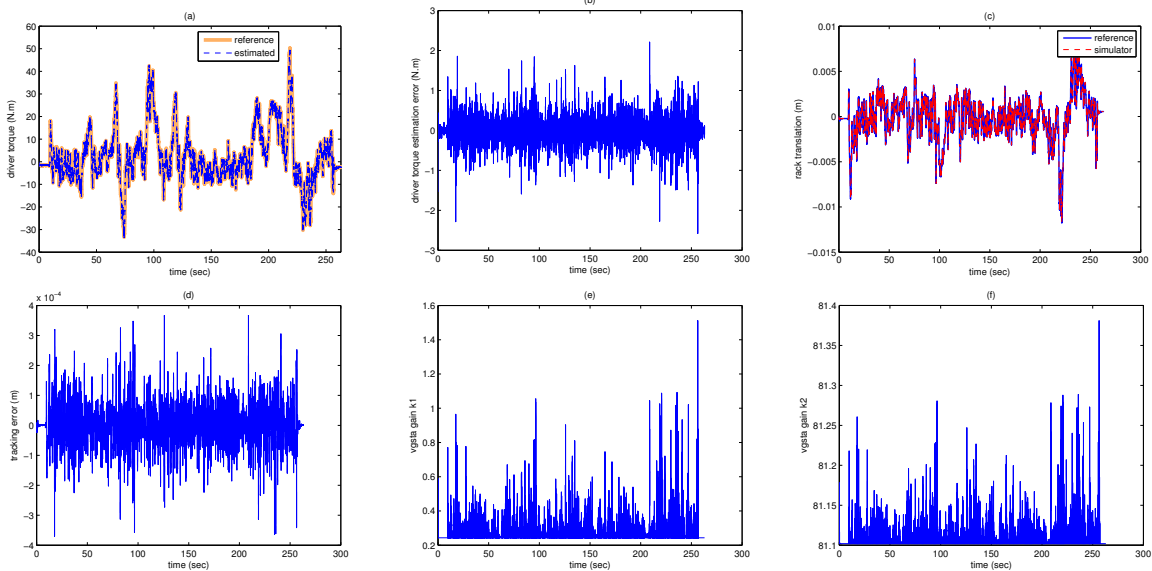 (a)
60
50
40
30
20
10
0
−10
−20
−30
−40
driver torque (N.m)
reference
estimated
0 50 100 150 200 250
time (sec)
(b)
3
2
1
0
−1
−2
−3
driver torque estimation error (N.m)
0 50 100 150 200 250 300
time (sec)
(c)
0.01
0.005
0
−0.005
−0.01
−0.015
rack translation (m)
reference
simulator
0 50 100 150 200 250 300
time (sec)
(d)
x 10⁻⁴
4
3
2
1
0
−1
−2
−3
−4
tracking error (m)
0 50 100 150 200 250 300
time (sec)
(e)
1.6
1.4
1.2
1
0.8
0.6
0.4
0.2
vgsta gain k1
0 50 100 150 200 250 300
time (sec)
(f)
81.4
81.35
81.3
81.25
81.2
81.15
81.1
vgsta gain k2
0 50 100 150 200 250 300
time (sec)